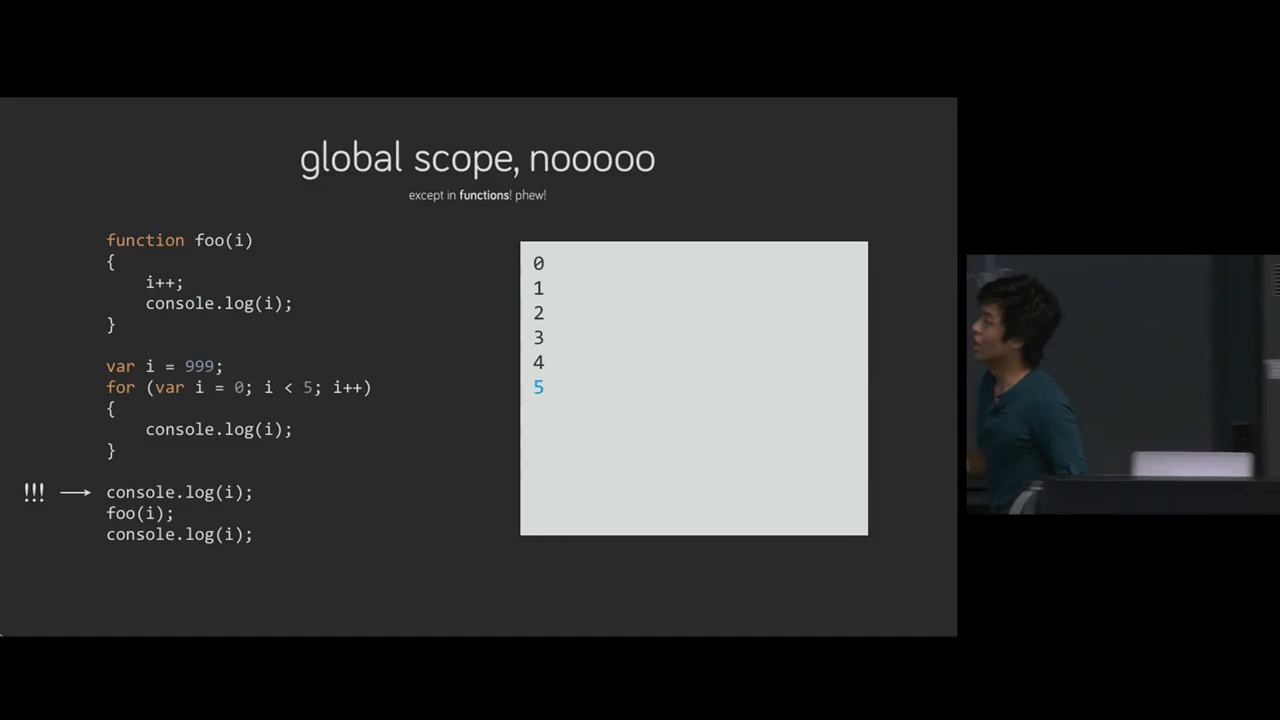 global scope, nooooo
except in functions! phew!
function foo(i)
{
    i++;
    console.log(i);
}
var i = 999;
for (var i = 0; i < 5; i++)
{
    console.log(i);
}
!!! → console.log(i);
foo(i);
console.log(i);
0
1
2
3
4
5